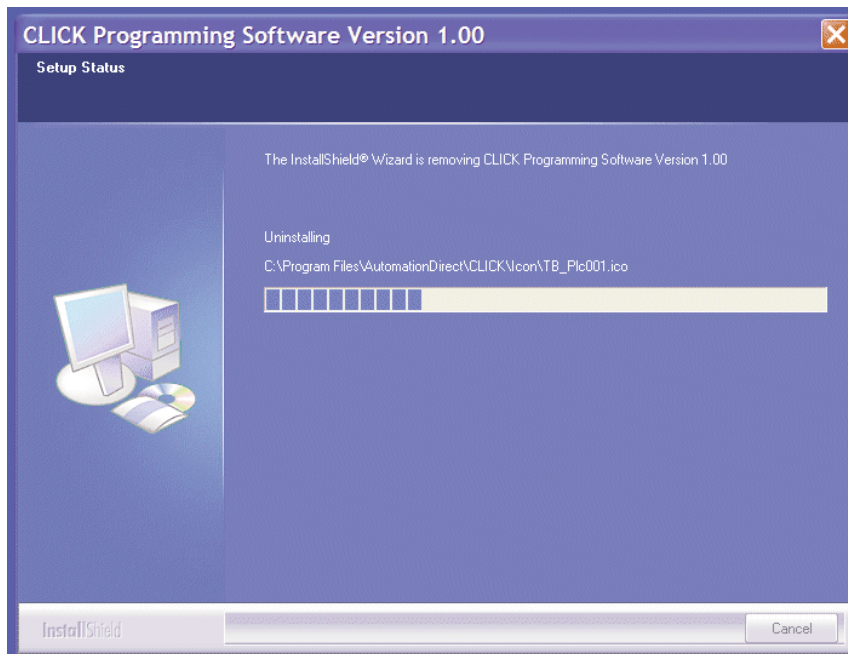 CLICK Programming Software Version 1.00
Setup Status
The InstallShield® Wizard is removing CLICK Programming Software Version 1.00
Uninstalling
C:\Program Files\AutomationDirect\CLICK\Icon\TB_Plc001.ico
InstallShield
Cancel